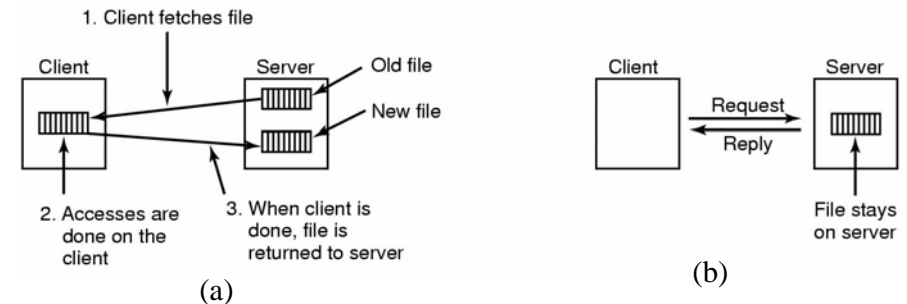 1. Client fetches file
Client
Server
Old file
New file
2. Accesses are
done on the
client
3. When client is
done, file is
returned to server
(a)
Client
Server
Request
Reply
File stays
on server
(b)